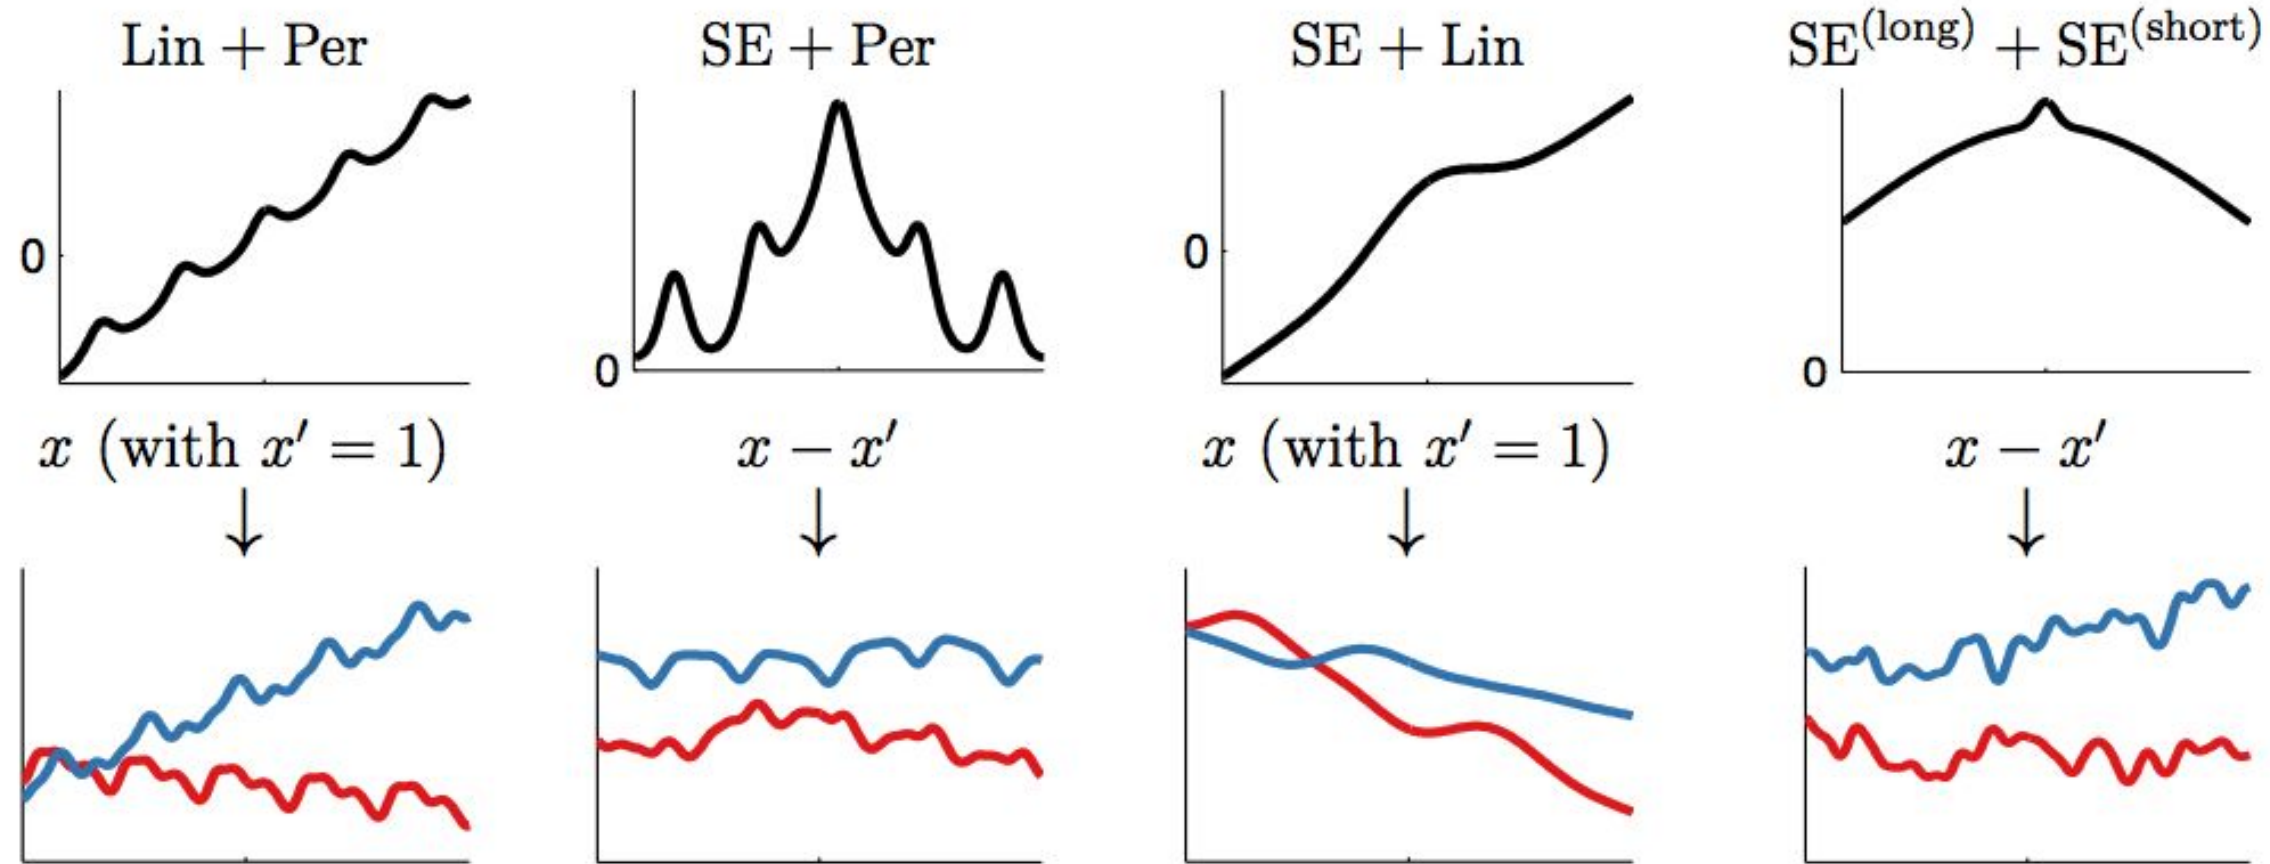 Lin + Per
SE + Per
SE + Lin
SE(long) + SE(short)
0
0
0
0
x (with x′ = 1)
x − x′
x (with x′ = 1)
x − x′